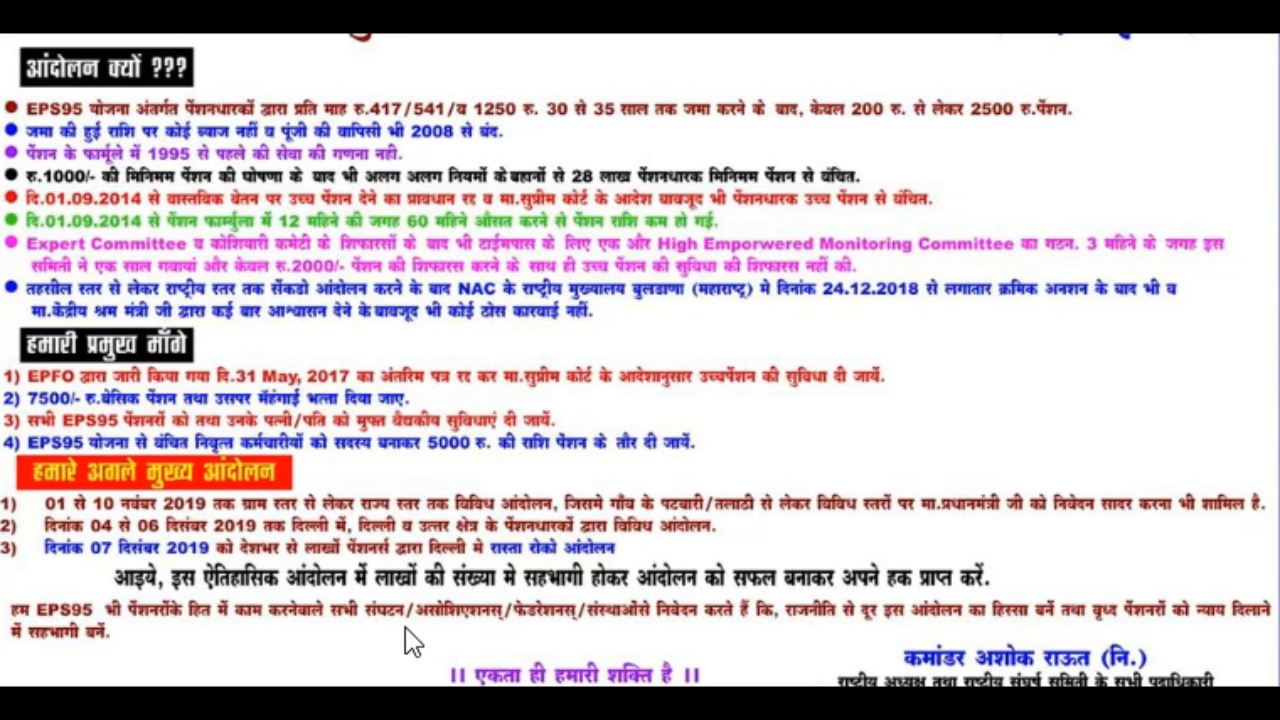 आंदोलन क्यों ???
EPS95 योजना अंतर्गत पेंशनधारकों द्वारा प्रति माह रु.417/541/व 1250 रु. 30 से 35 साल तक जमा करने के बाद, केवल 200 रु. से लेकर 2500 रु.पेंशन.
जमा की हुई राशि पर कोई ब्याज नहीं व पूंजी की वापिसी भी 2008 से बंद.
पेंशन के फार्मूले में 1995 से पहले की सेवा की गणना नही.
रु.1000/- की मिनिमम पेंशन की घोषणा के बाद भी अलग अलग नियमों के बहानों से 28 लाख पेंशनधारक मिनिमम पेंशन से वंचित.
दि.01.09.2014 से वास्तविक वेतन पर उच्च पेंशन देने का प्रावधान रद्द व मा.सुप्रीम कोर्ट के आदेश बावजूद भी पेंशनधारक उच्च पेंशन से वंचित.
दि.01.09.2014 से पेंशन फार्म्युला में 12 महिने की जगह 60 महिने औसत करने से पेंशन राशि कम हो गई.
Expert Committee व कोशियारी कमेटी के शिफारसों के बाद भी टाईमपास के लिए एक और High Emporwered Monitoring Committee का गठन. 3 महिने के जगह इस
समिती ने एक साल गवायां और केवल रु.2000/- पेंशन की शिफारस करने के साथ ही उच्च पेंशन की सुविधा की शिफारस नहीं की.
तहसील स्तर से लेकर राष्ट्रीय स्तर तक सेंकडो आंदोलन करने के बाद NAC के राष्ट्रीय मुख्यालय बुलडाणा (महाराष्ट्र) मे दिनांक 24.12.2018 से लगातार क्रमिक अनशन के बाद भी व
मा.केंद्रीय श्रम मंत्री जी द्वारा कई बार आश्वासन देने के बावजूद भी कोई ठोस कारवाई नहीं.
हमारी प्रमुख माँगे
1) EPFO द्वारा जारी किया गया दि.31 May, 2017 का अंतरिम पत्र रद्द कर मा.सुप्रीम कोर्ट के आदेशानुसार उच्चपेंशन की सुविधा दी जायें.
2) 7500/- रु.बेसिक पेंशन तथा उसपर मँहगाई भत्ता दिया जाए.
3) सभी EPS95 पेंशनरों को तथा उनके पत्नी/पति को मुफ्त वैद्यकीय सुविधाएं दी जायें.
4) EPS95 योजना से वंचित निवृत्त कर्मचारीयों को सदस्य बनाकर 5000 रु. की राशि पेंशन के तौर दी जायें.
हमारे अगले मुख्य आंदोलन
1) 01 से 10 नवंबर 2019 तक ग्राम स्तर से लेकर राज्य स्तर तक विविध आंदोलन, जिसमे गाँव के पटवारी/तलाठी से लेकर विविध स्तरों पर मा.प्रधानमंत्री जी को निवेदन सादर करना भी शामिल है.
2) दिनांक 04 से 06 दिसंबर 2019 तक दिल्ली में, दिल्ली व उत्तर क्षेत्र के पेंशनधारकों द्वारा विविध आंदोलन.
3) दिनांक 07 दिसंबर 2019 को देशभर से लाखों पेंशनर्स द्वारा दिल्ली मे रास्ता रोको आंदोलन
आइये, इस ऐतिहासिक आंदोलन में लाखों की संख्या मे सहभागी होकर आंदोलन को सफल बनाकर अपने हक प्राप्त करें.
हम EPS95 भी पेंशनरोंके हित में काम करनेवाले सभी संघटन/असोशिएशनस्/फेडरेशनस्/संस्थाओंसे निवेदन करते हैं कि, राजनीति से दूर इस आंदोलन का हिस्सा बनें तथा वृध्द पेंशनरों को न्याय दिलाने
में सहभागी बनें.
कमांडर अशोक राऊत (नि.)
।। एकता ही हमारी शक्ति है ।।
राष्ट्रीय अध्यक्ष तथा राष्ट्रीय संघर्ष समिती के सभी पदाधिकारी